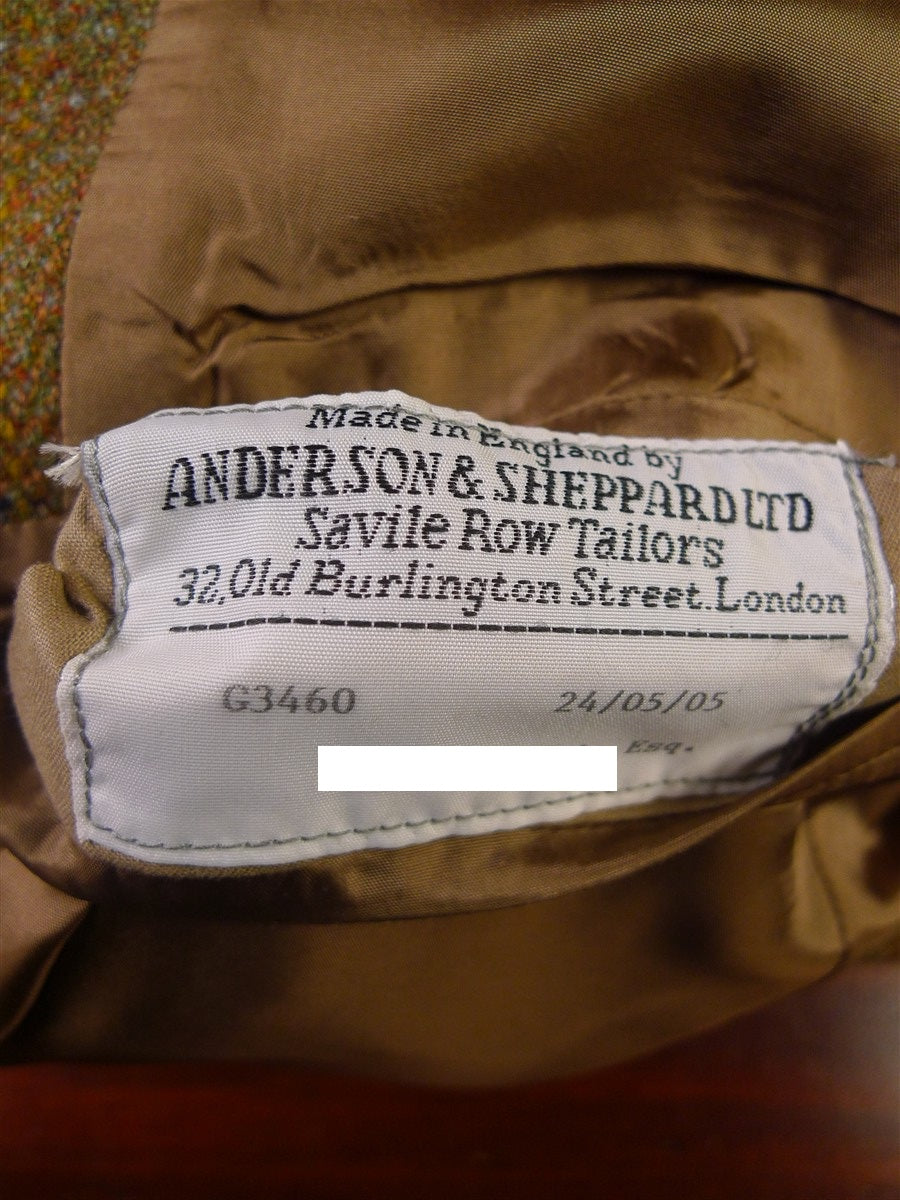 Made in England by
ANDERSON & SHEPPARD LTD
Savile Row Tailors
32, Old Burlington Street. London
G3460 24/05/05
Esq.